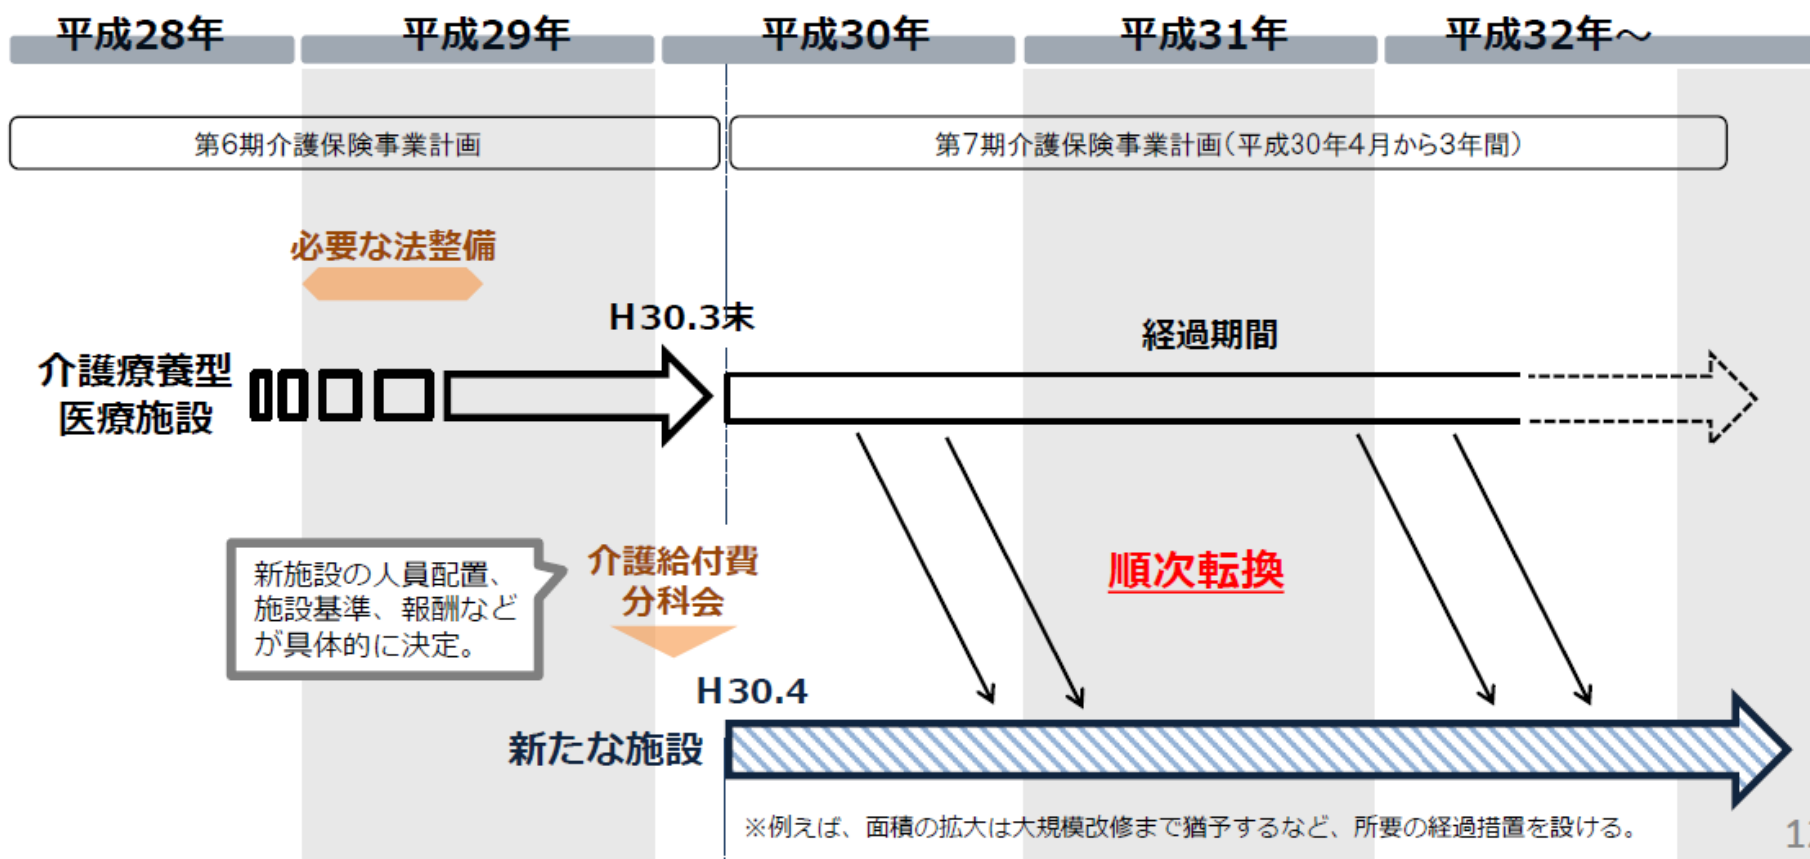 平成28年
平成29年
平成30年
平成31年
平成32年～
第6期介護保険事業計画
第7期介護保険事業計画(平成30年4月から3年間)
必要な法整備
H30.3末
経過期間
介護療養型
医療施設
新施設の人員配置、
施設基準、報酬など
が具体的に決定。
介護給付費
分科会
順次転換
H30.4
新たな施設
※例えば、面積の拡大は大規模改修まで猶予するなど、所要の経過措置を設ける。